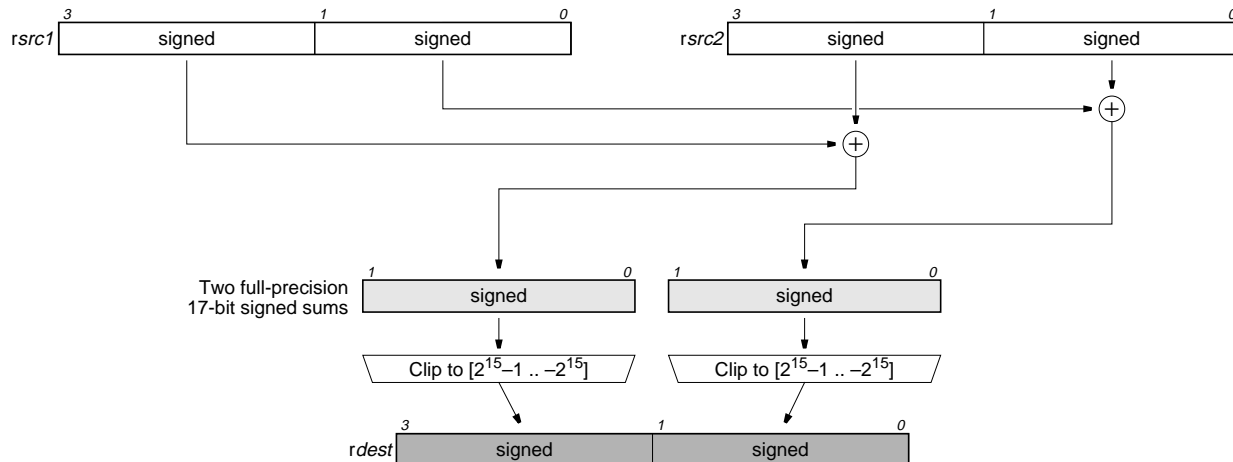 3 1 0 3 1 0
rsrc1 signed signed rsrc2 signed signed
+
+
1 0 1 0
Two full-precision
17-bit signed sums
signed signed
Clip to [2¹⁵–1 .. –2¹⁵] Clip to [2¹⁵–1 .. –2¹⁵]
3 1 0
rdest signed signed